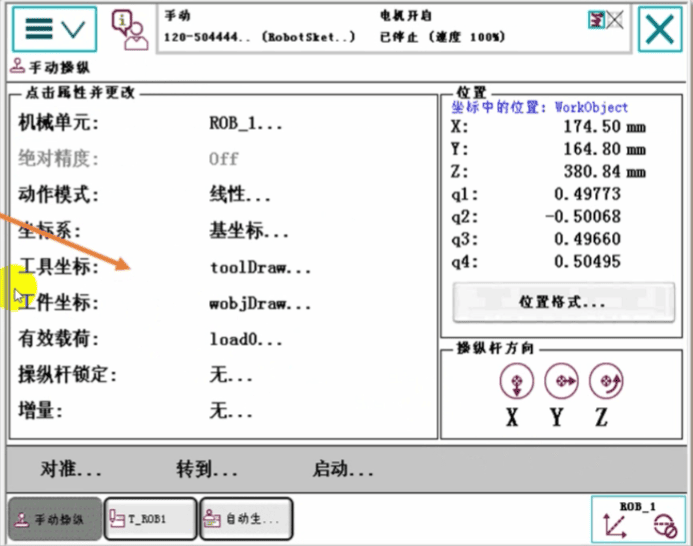 手动
电机开启
120-504444.. (RobotSket..)
已停止 (速度 100%)
手动操纵
点击属性并更改
机械单元: ROB_1...
绝对精度: Off
动作模式: 线性...
坐标系: 基坐标...
工具坐标: toolDraw...
工件坐标: wobjDraw...
有效载荷: load0...
操纵杆锁定: 无...
增量: 无...
位置
坐标中的位置: WorkObject
X: 174.50 mm
Y: 164.80 mm
Z: 380.84 mm
q1: 0.49773
q2: -0.50068
q3: 0.49660
q4: 0.50495
位置格式...
操纵杆方向
X Y Z
对准... 转到... 启动...
手动操纵
T_ROB1
自动生...
ROB_1